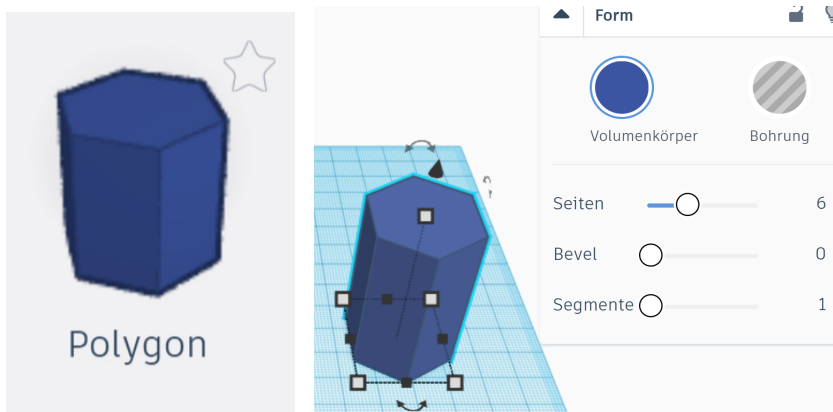 Polygon
Form
Volumenkörper Bohrung
Seiten 6
Bevel 0
Segmente 1